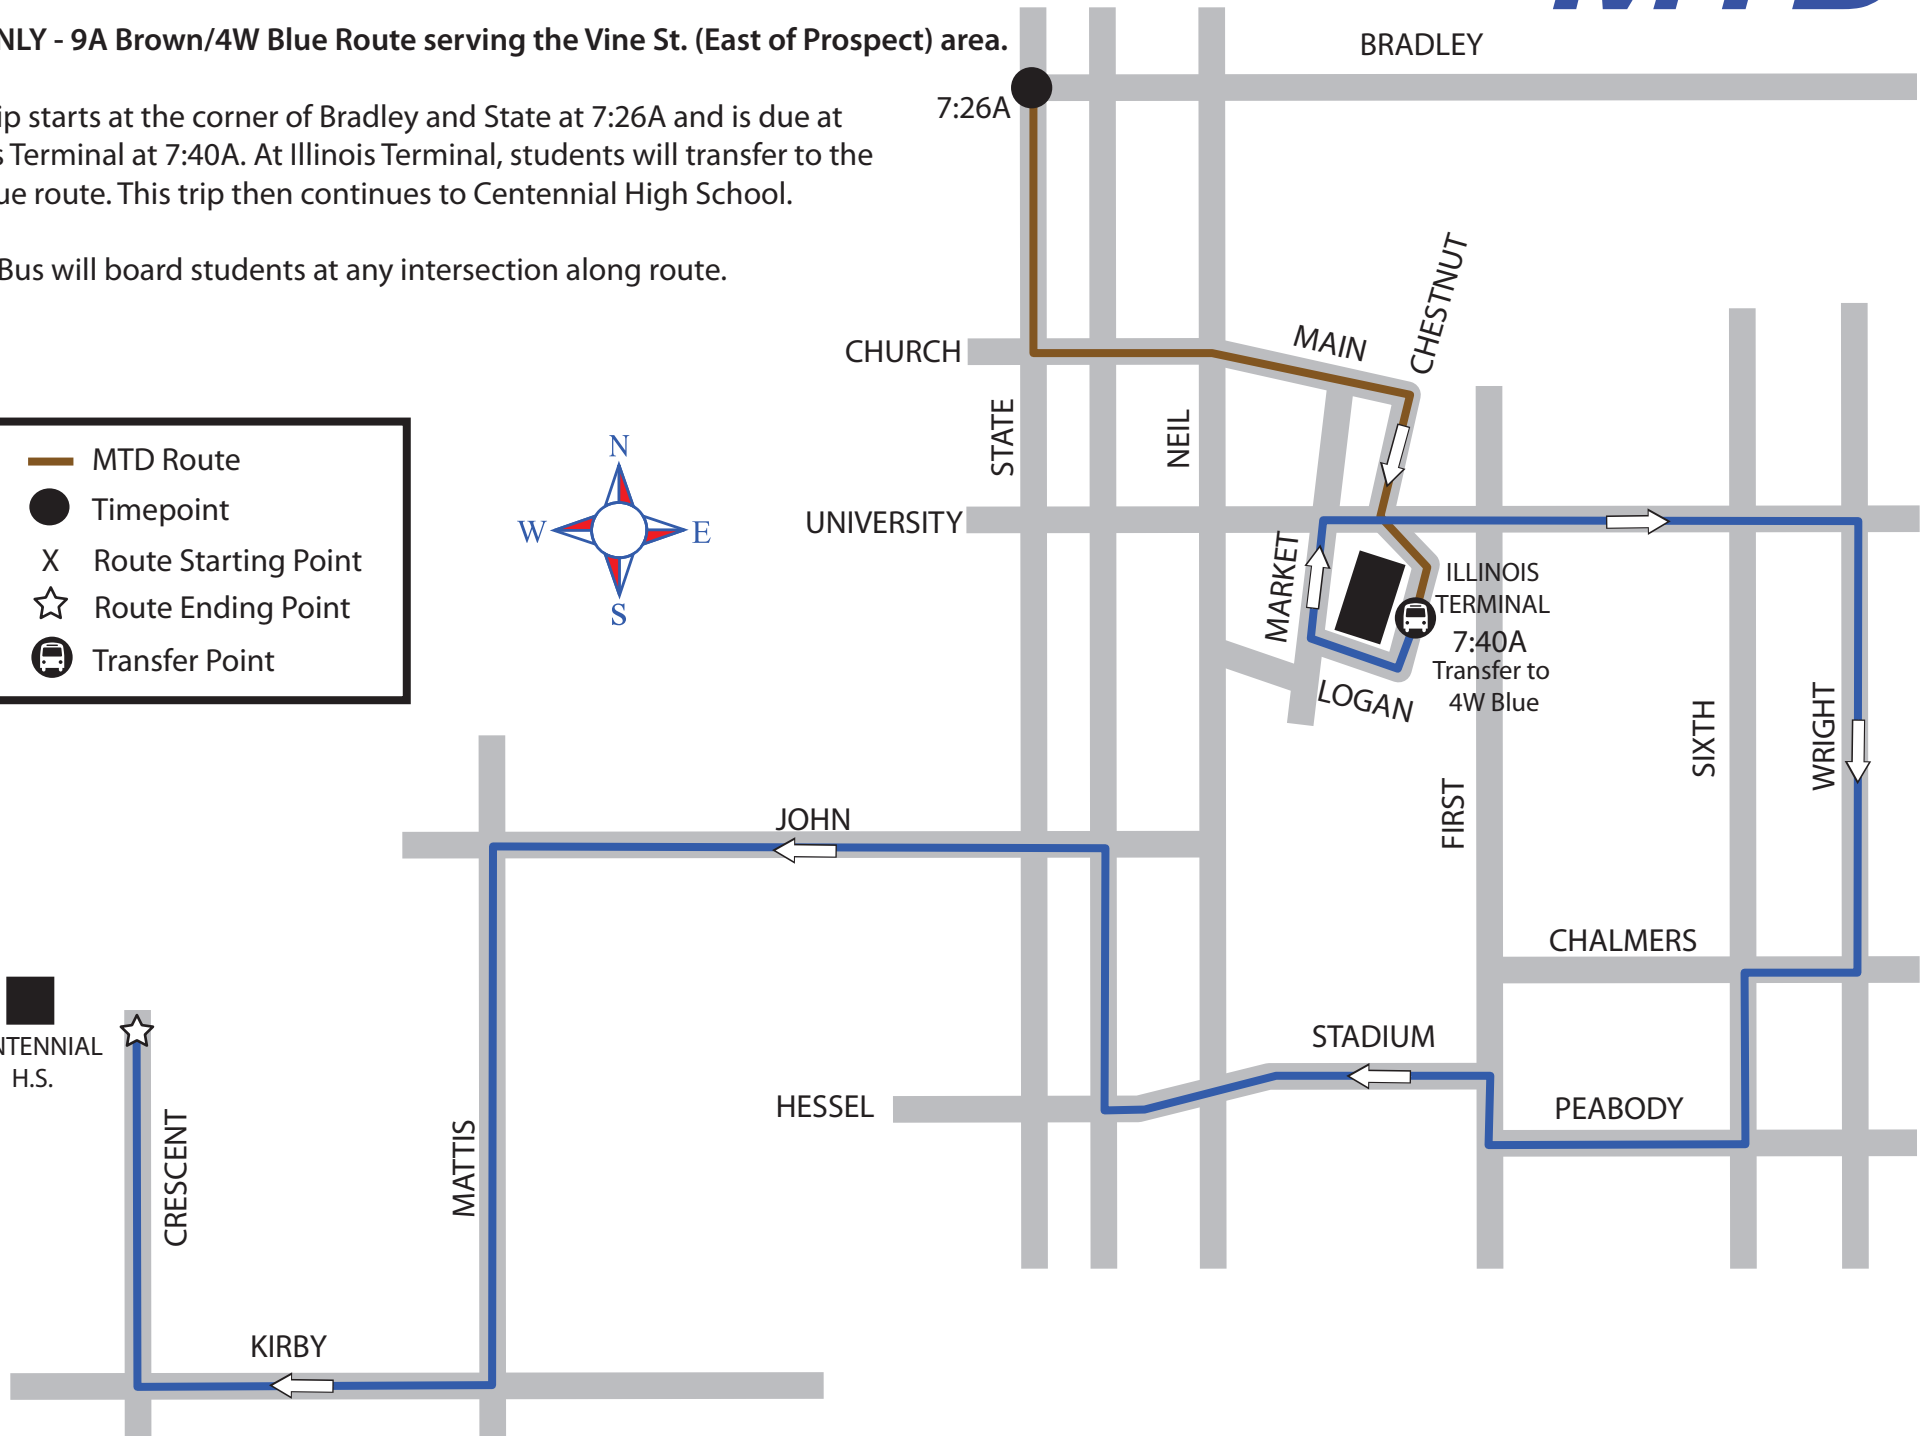 NLY - 9A Brown/4W Blue Route serving the Vine St. (East of Prospect) area.
ip starts at the corner of Bradley and State at 7:26A and is due at
s Terminal at 7:40A. At Illinois Terminal, students will transfer to the
ue route. This trip then continues to Centennial High School.
Bus will board students at any intersection along route.
MTD
BRADLEY
7:26A
CHURCH
MAIN
CHESTNUT
STATE
NEIL
MTD Route
Timepoint
X Route Starting Point
Route Ending Point
Transfer Point
N
W
E
S
UNIVERSITY
MARKET
ILLINOIS
TERMINAL
7:40A
Transfer to
4W Blue
LOGAN
FIRST
SIXTH
WRIGHT
JOHN
CHALMERS
STADIUM
PEABODY
HESSEL
NTENNIAL
H.S.
CRESCENT
MATTIS
KIRBY